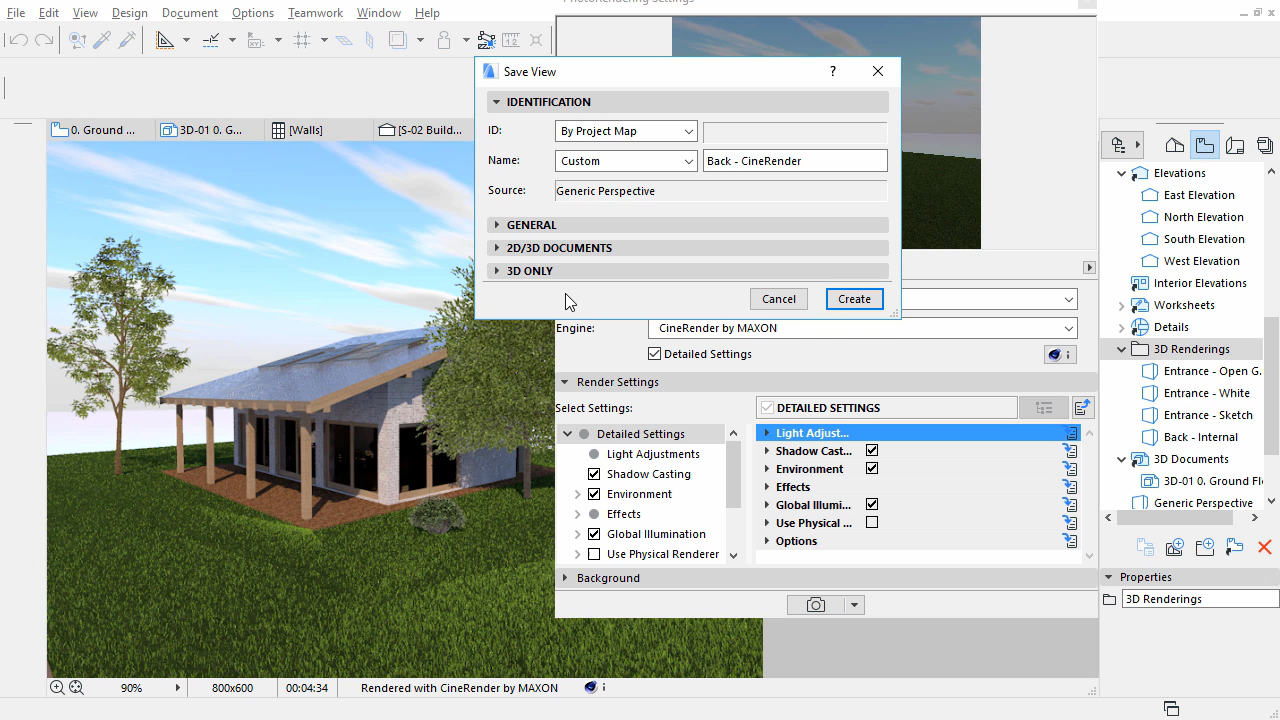 PhotoRendering Settings
File Edit View Design Document Options Teamwork Window Help
Save View
?
IDENTIFICATION
ID: By Project Map
Name: Custom Back - CineRender
Source: Generic Perspective
GENERAL
2D/3D DOCUMENTS
3D ONLY
Cancel Create
0. Ground ... 3D-01 0. G... [Walls] [S-02 Build...
Engine: CineRender by MAXON
Detailed Settings
i
Render Settings
Select Settings: DETAILED SETTINGS
Detailed Settings
Light Adjustments
Shadow Casting
Environment
Effects
Global Illumination
Use Physical Renderer
Light Adjust...
Shadow Cast...
Environment
Effects
Global Illumi...
Use Physical ...
Options
Background
Elevations
East Elevation
North Elevation
South Elevation
West Elevation
Interior Elevations
Worksheets
Details
3D Renderings
Entrance - Open G.
Entrance - White
Entrance - Sketch
Back - Internal
3D Documents
3D-01 0. Ground Fl
Generic Perspective
Properties
3D Renderings
90% 800x600 00:04:34 Rendered with CineRender by MAXON i